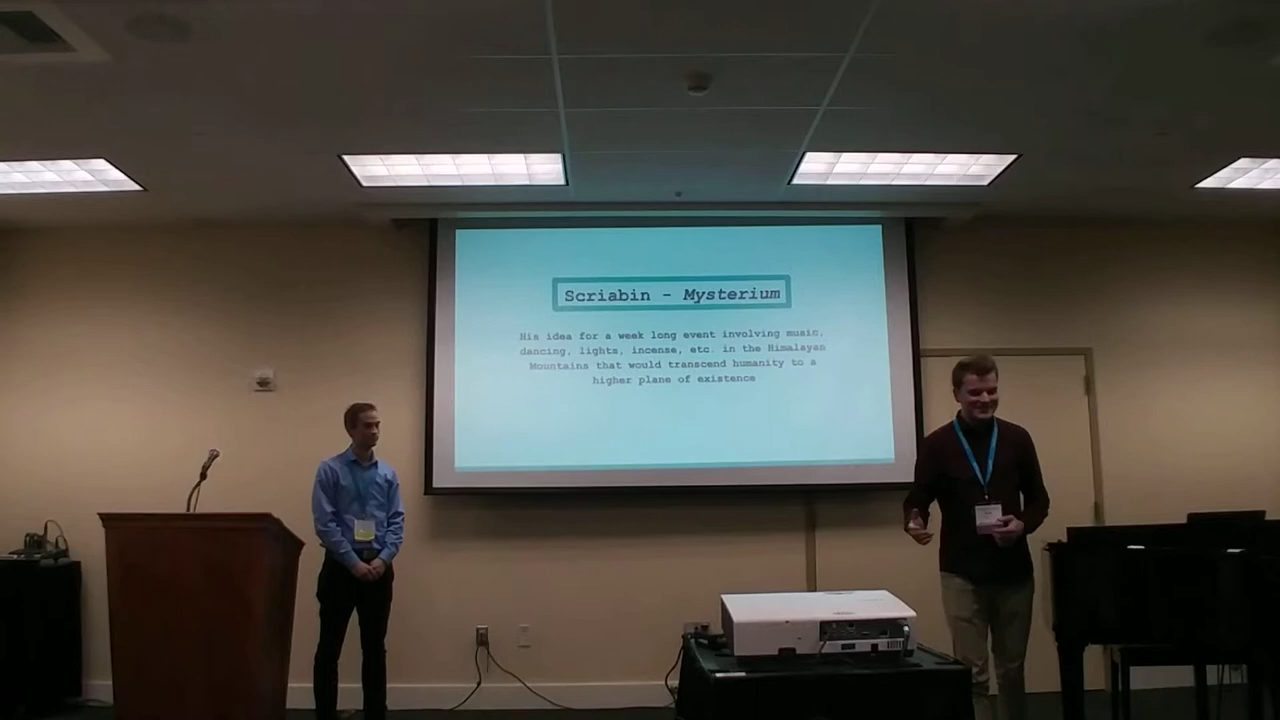 Scriabin - Mysterium
His idea for a week long event involving music,
dancing, lights, incense, etc. in the Himalayan
Mountains that would transcend humanity to a
higher plane of existence